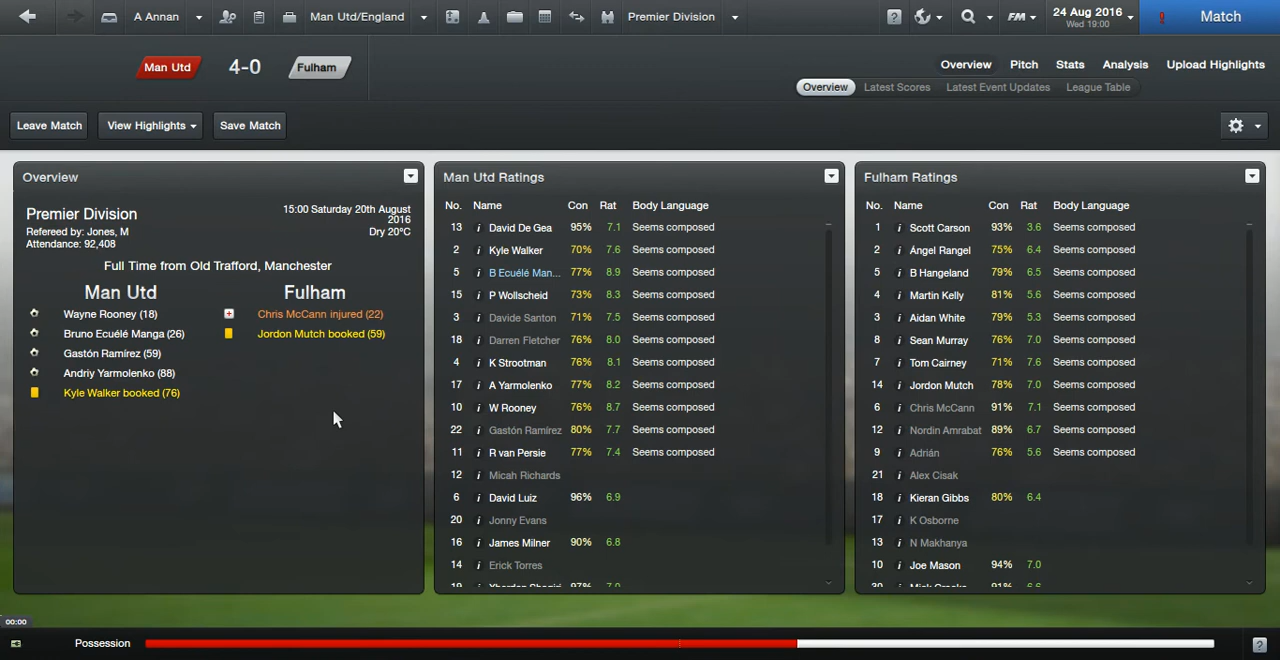 A Annan
Man Utd/England
Premier Division
FM
24 Aug 2016
Wed 19:00
Match
Man Utd 4-0 Fulham
Overview Pitch Stats Analysis Upload Highlights
Overview Latest Scores Latest Event Updates League Table
Leave Match View Highlights Save Match
Overview
Premier Division
Refereed by: Jones, M
Attendance: 92,408
15:00 Saturday 20th August
2016
Dry 20°C
Full Time from Old Trafford, Manchester
Man Utd Fulham
Wayne Rooney (18) Chris McCann injured (22)
Bruno Ecuélé Manga (26) Jordon Mutch booked (59)
Gastón Ramírez (59)
Andriy Yarmolenko (88)
Kyle Walker booked (76)
Man Utd Ratings
No. Name Con Rat Body Language
13 i David De Gea 95% 7.1 Seems composed
2 i Kyle Walker 70% 7.6 Seems composed
5 i B Ecuélé Man... 77% 8.9 Seems composed
15 i P Wollscheid 73% 8.3 Seems composed
3 i Davide Santon 71% 7.5 Seems composed
18 i Darren Fletcher 76% 8.0 Seems composed
4 i K Strootman 76% 8.1 Seems composed
17 i A Yarmolenko 77% 8.2 Seems composed
10 i W Rooney 76% 8.7 Seems composed
22 i Gastón Ramírez 80% 7.7 Seems composed
11 i R van Persie 77% 7.4 Seems composed
12 i Micah Richards
6 i David Luiz 96% 6.9
20 i Jonny Evans
16 i James Milner 90% 6.8
14 i Erick Torres
Fulham Ratings
No. Name Con Rat Body Language
1 i Scott Carson 93% 3.6 Seems composed
2 i Ángel Rangel 75% 6.4 Seems composed
5 i B Hangeland 79% 6.5 Seems composed
4 i Martin Kelly 81% 5.6 Seems composed
3 i Aidan White 79% 5.3 Seems composed
8 i Sean Murray 76% 7.0 Seems composed
7 i Tom Cairney 71% 7.6 Seems composed
14 i Jordon Mutch 78% 7.0 Seems composed
6 i Chris McCann 91% 7.1 Seems composed
12 i Nordin Amrabat 89% 6.7 Seems composed
9 i Adrián 76% 5.6 Seems composed
21 i Alex Cisak
18 i Kieran Gibbs 80% 6.4
17 i K Osborne
13 i N Makhanya
10 i Joe Mason 94% 7.0
00:00
Possession